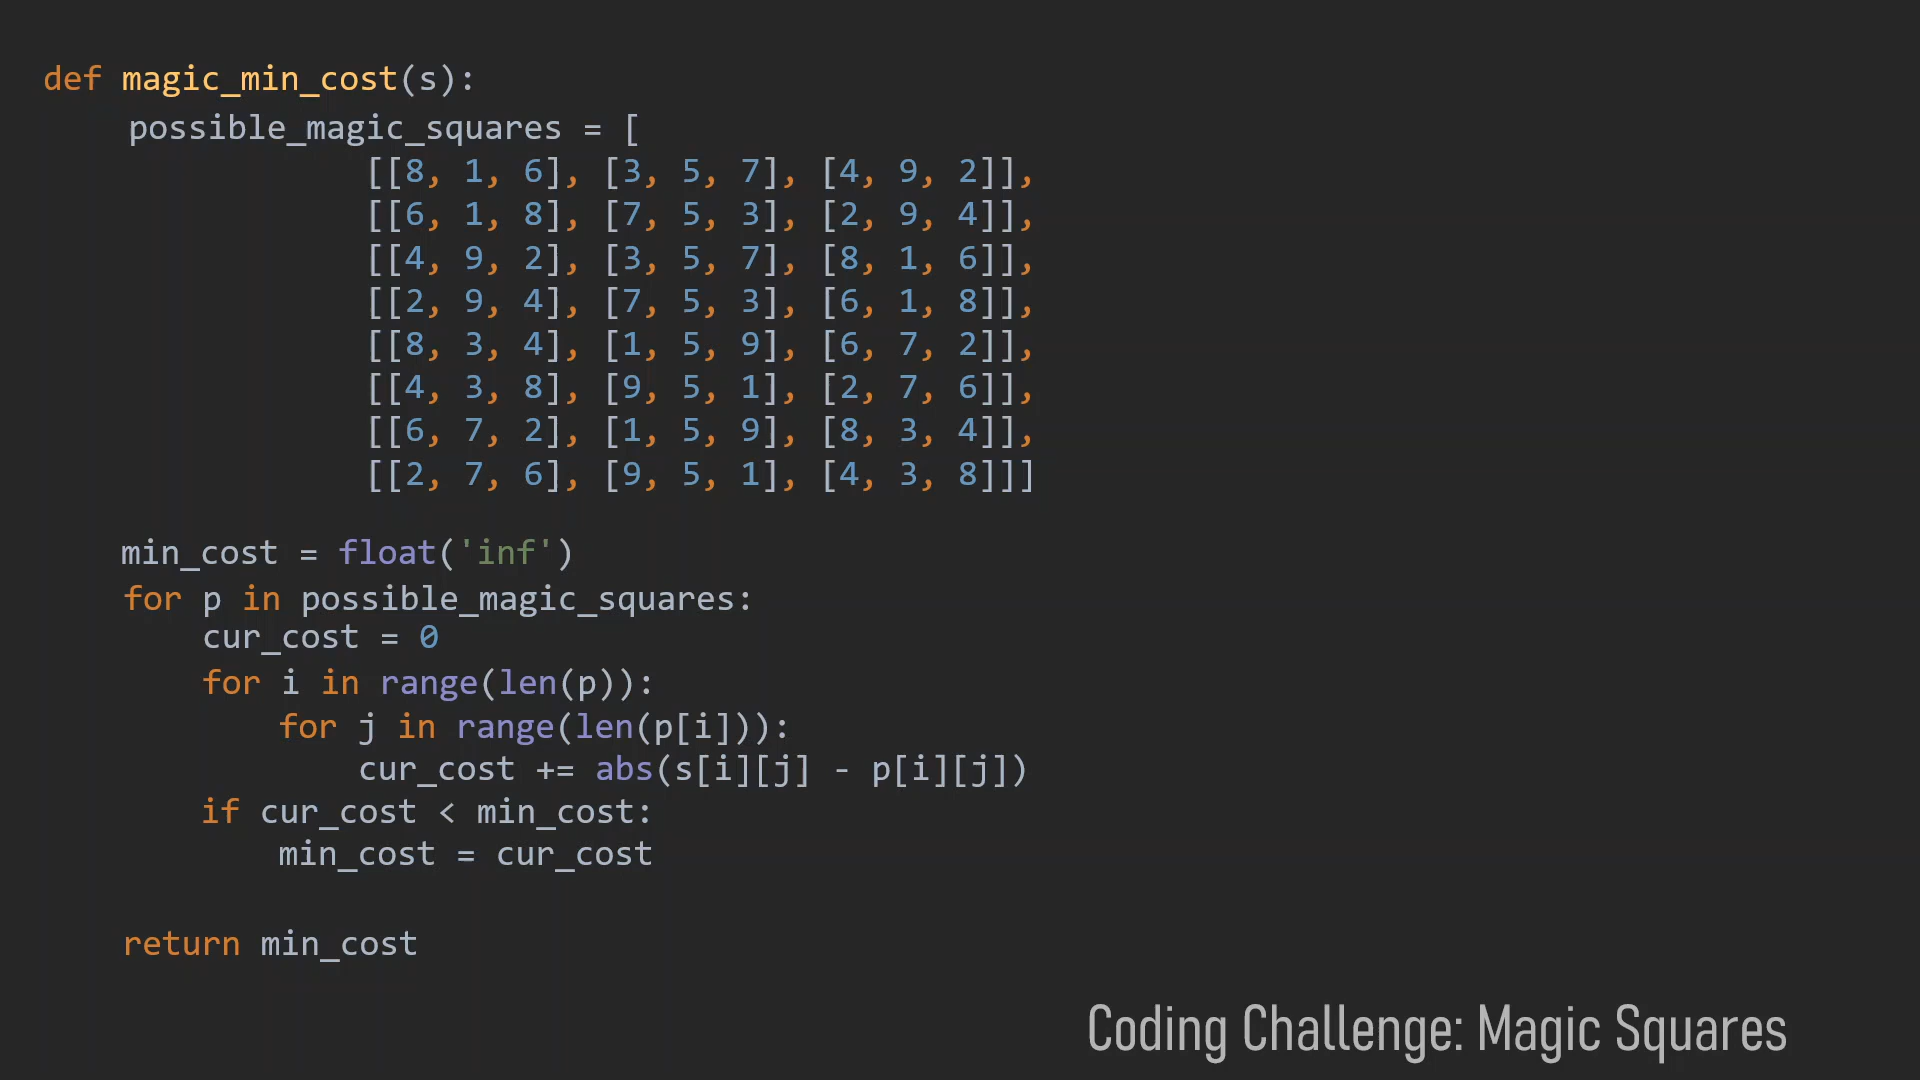 def magic_min_cost(s):
    possible_magic_squares = [
                [[8, 1, 6], [3, 5, 7], [4, 9, 2]],
                [[6, 1, 8], [7, 5, 3], [2, 9, 4]],
                [[4, 9, 2], [3, 5, 7], [8, 1, 6]],
                [[2, 9, 4], [7, 5, 3], [6, 1, 8]],
                [[8, 3, 4], [1, 5, 9], [6, 7, 2]],
                [[4, 3, 8], [9, 5, 1], [2, 7, 6]],
                [[6, 7, 2], [1, 5, 9], [8, 3, 4]],
                [[2, 7, 6], [9, 5, 1], [4, 3, 8]]]
    min_cost = float('inf')
    for p in possible_magic_squares:
        cur_cost = 0
        for i in range(len(p)):
            for j in range(len(p[i])):
                cur_cost += abs(s[i][j] - p[i][j])
        if cur_cost < min_cost:
            min_cost = cur_cost
    return min_cost
Coding Challenge: Magic Squares